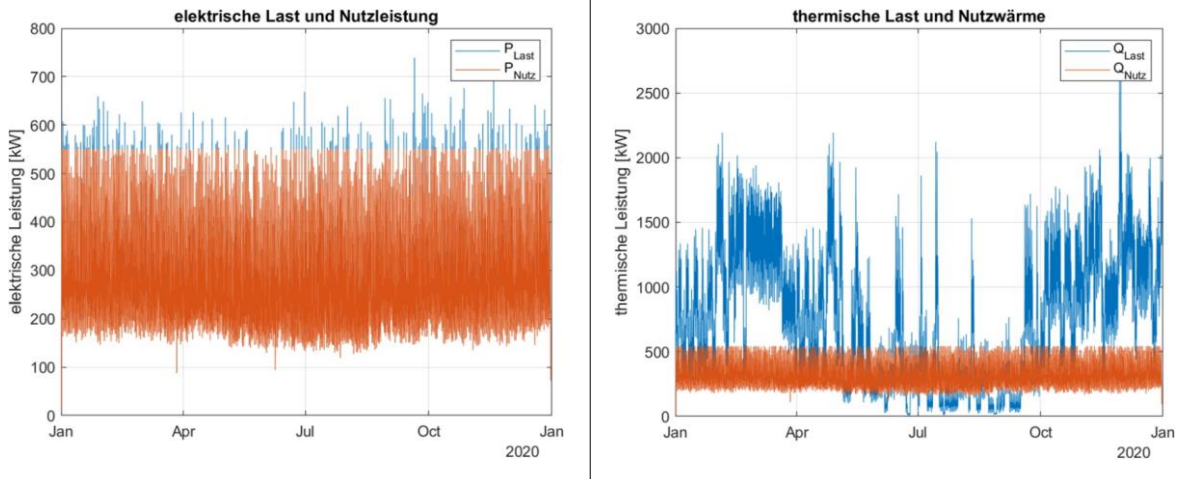 elektrische Last und Nutzleistung
800
700
600
500
400
300
200
100
0
elektrische Leistung [kW]
P_Last
P_Nutz
Jan
Apr
Jul
Oct
Jan
2020
thermische Last und Nutzwärme
3000
2500
2000
1500
1000
500
0
thermische Leistung [kW]
Q_Last
Q_Nutz
Jan
Apr
Jul
Oct
Jan
2020